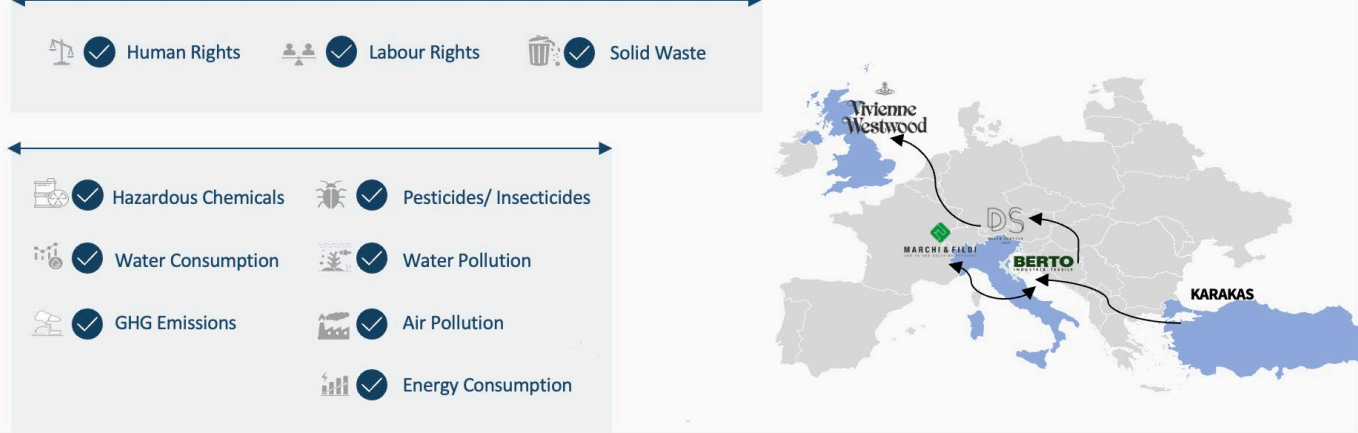 Human Rights
Labour Rights
Solid Waste
Hazardous Chemicals
Pesticides/ Insecticides
Water Consumption
Water Pollution
GHG Emissions
Air Pollution
Energy Consumption
Vivienne
Westwood
DS
MARCHI & FILDI
BERTO
INDUSTRIA TESSILE
KARAKAS